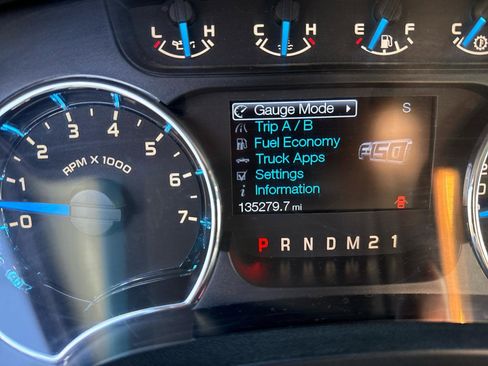 L H C H E F C
Gauge Mode S
Trip A / B
Fuel Economy
F150
Truck Apps
Settings
Information
135279.7 mi
P R N D M 2 1
0 1 2 3 4 5 6 7
RPM X 1000